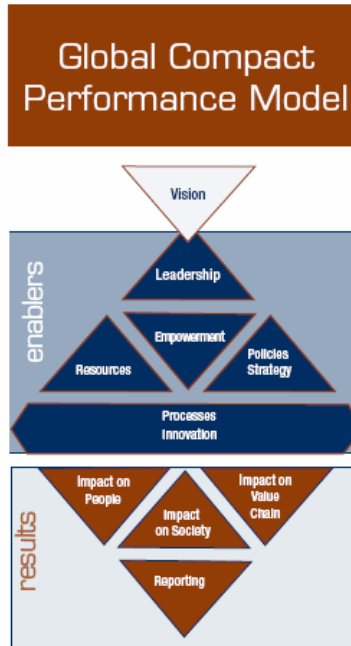 Global Compact
Performance Model
Vision
enablers
Leadership
Empowerment
Resources
Policies
Strategy
Processes
Innovation
results
Impact on
People
Impact
on Society
Impact on
Value
Chain
Reporting